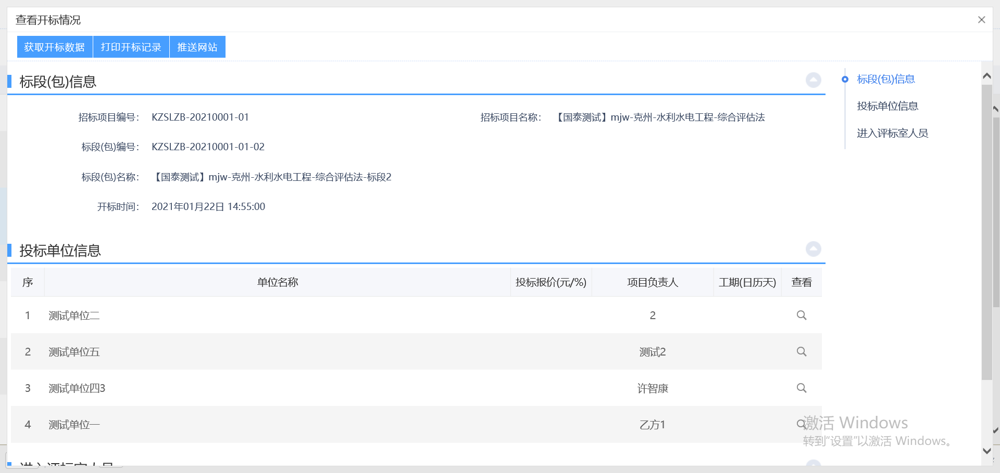 查看开标情况
获取开标数据 打印开标记录 推送网站
标段(包)信息
招标项目编号： KZSLZB-20210001-01 招标项目名称： 【国泰测试】mjw-克州-水利水电工程-综合评估法
标段(包)编号： KZSLZB-20210001-01-02
标段(包)名称： 【国泰测试】mjw-克州-水利水电工程-综合评估法-标段2
开标时间： 2021年01月22日 14:55:00
标段(包)信息
投标单位信息
进入评标室人员
投标单位信息
序 单位名称 投标报价(元/%) 项目负责人 工期(日历天) 查看
1 测试单位二 2
2 测试单位五 测试2
3 测试单位四3 许智康
4 测试单位一 乙方1
进入评标室人员
激活 Windows
转到“设置”以激活 Windows。